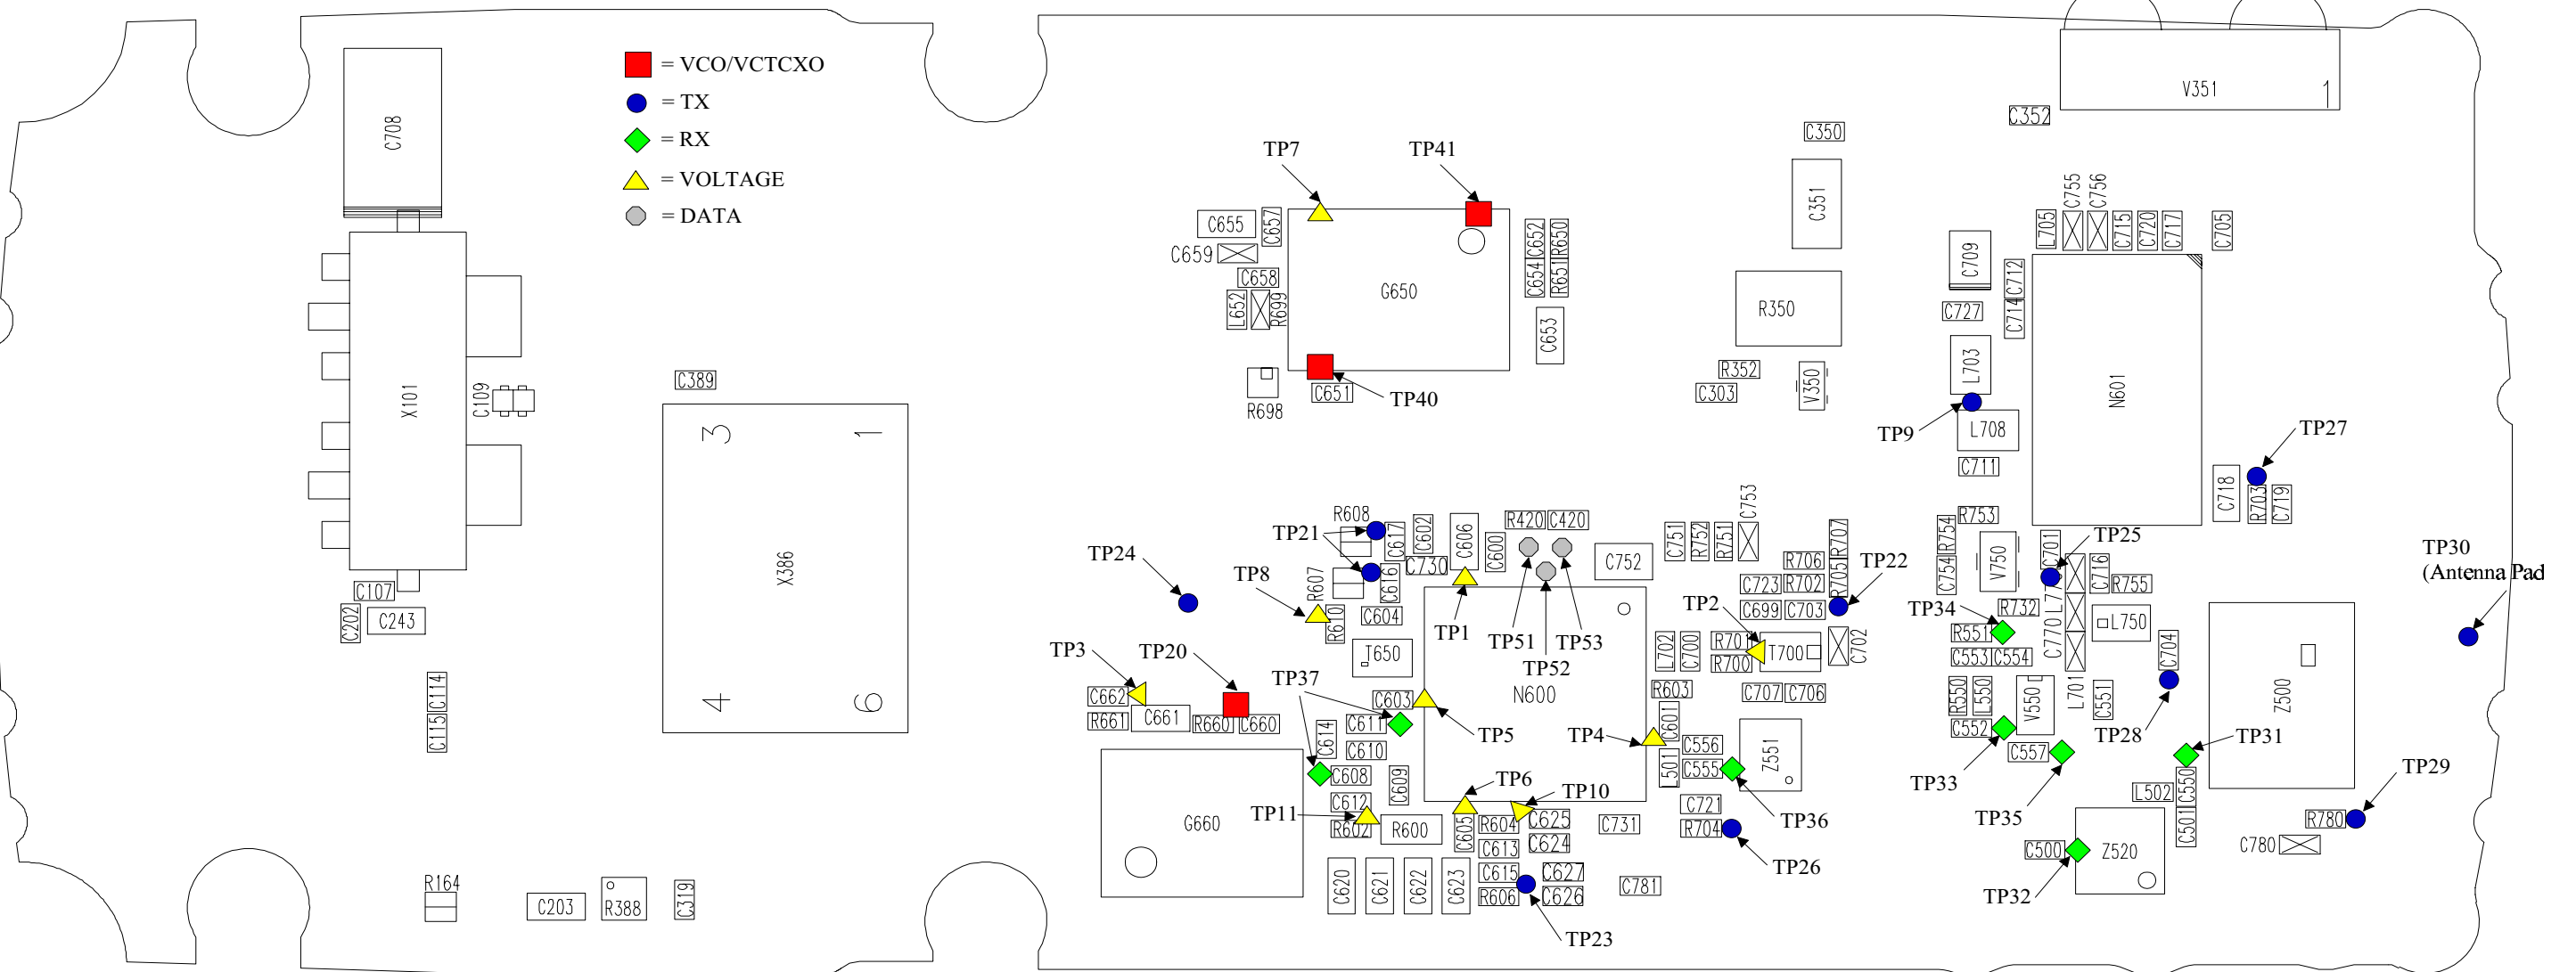 = VCO/VCTCXO
= TX
= RX
= VOLTAGE
= DATA
C708
X101
C109
C107
C202
C243
C114
C115
R164
C203
R388
C319
C389
3
1
X386
4
6
TP7
TP41
C655
C657
C659
C658
L652
R699
G650
C652
R650
C654
R651
C653
R698
C651
TP40
C350
C351
R350
R352
C303
V350
V351
1
C352
C755
C756
L705
C715
C720
C717
C705
C709
C712
C727
C714
L703
N601
TP9
L708
C711
TP27
C718
R703
C719
TP24
TP21
R608
C617
C602
C606
C600
R420
C420
C730
C616
TP8
R607
R610
C604
T650
TP1
TP51
TP52
TP53
C752
C751
R752
R751
C753
R707
R706
R705
C723
R702
C699
C703
TP22
TP2
L702
C700
R701
R700
T700
C702
R603
C707
C706
N600
TP3
TP20
C662
R661
C661
R660
C660
TP37
C603
C611
C614
C610
C608
C609
C612
TP11
R602
R600
G660
TP5
TP4
C601
L501
C556
C555
Z551
TP6
TP10
C605
R604
C625
C613
C624
C731
C721
R704
TP36
TP26
C620
C621
C622
C623
C615
R606
C627
C626
C781
TP23
R753
R754
C754
V750
C701
TP25
C716
R755
TP34
R732
R551
C553
C554
C770
L750
C704
R550
L550
C552
V550
L701
C551
TP33
C557
TP35
TP28
TP31
L502
C550
C501
Z500
TP30
(Antenna Pad
TP29
R780
C780
C500
Z520
TP32